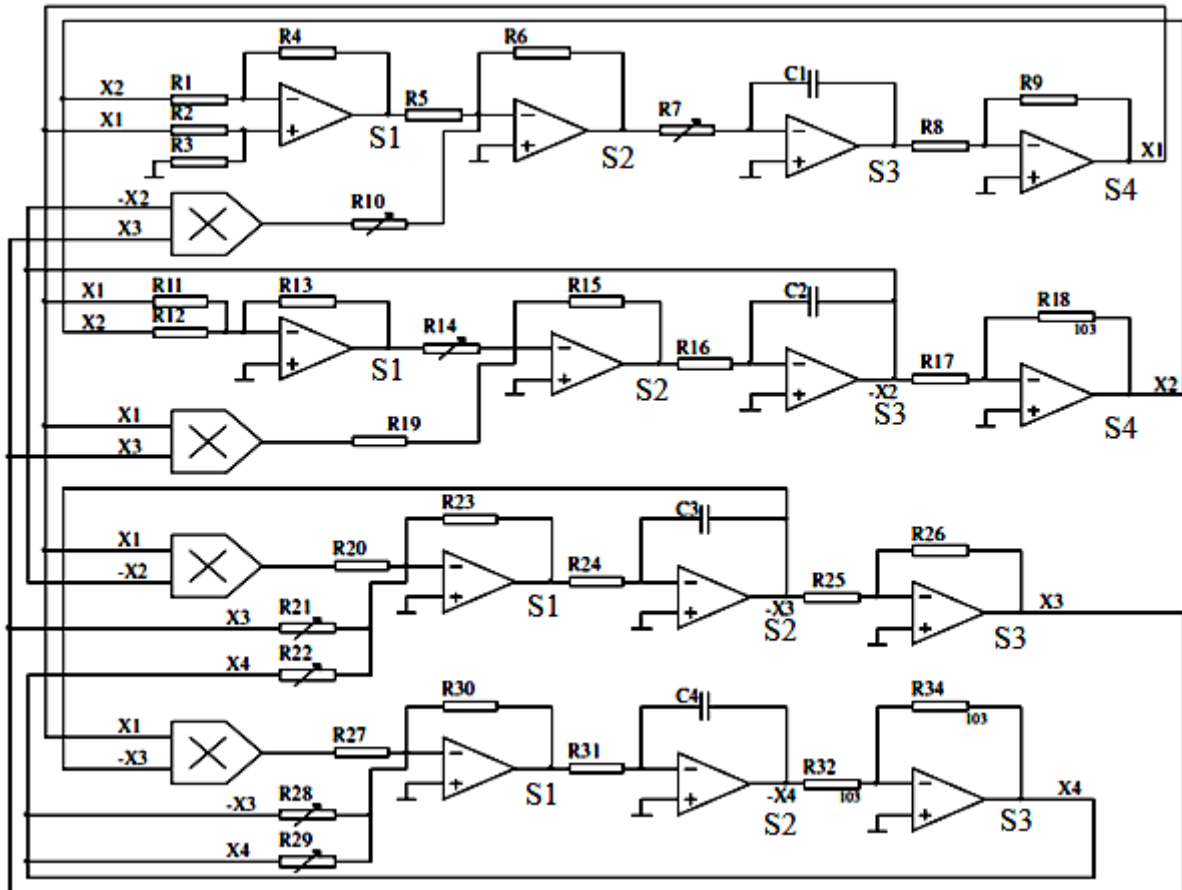 R4 R6
C1 R9
X2 R1 R5 R7
X1 R2
R3 S1 S2 S3 R8 X1
S4
-X2 R10
X3
X1 R11 R13 R15 C2 R18
X2 R12 R14 103
S1 S2 R16 R17
-X2 X2
S3 S4
X1 R19
X3
R23 C3 R26
X1 R20 R24 R25
-X2
X3 R21 S1 -X3 X3
S2 S3
X4 R22
R30 C4 R34
103
X1 R27 R31 R32
-X3 103
-X3 R28 S1 -X4 X4
S2 S3
X4 R29